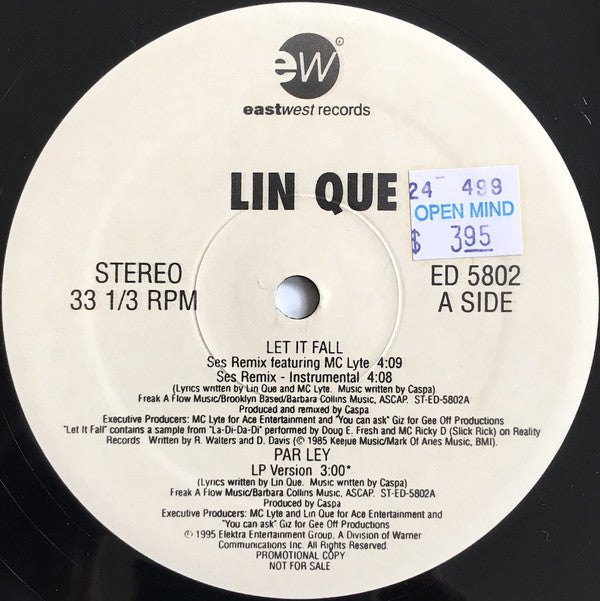 ew
eastwest records
LIN QUE
24 499
OPEN MIND
$ 395
STEREO
33 1/3 RPM
ED 5802
A SIDE
LET IT FALL
Ses Remix featuring MC Lyte 4:09
Ses Remix - Instrumental 4:08
(Lyrics written by Lin Que and MC Lyte. Music written by Caspa)
Freak A Flow Music/Brooklyn Based/Barbara Collins Music, ASCAP. ST-ED-5802A
Produced and remixed by Caspa
Executive Producers: MC Lyte for Ace Entertainment and "You can ask" Giz for Gee Off Productions
"Let It Fall" contains a sample from "La-Di-Da-Di" performed by Doug E. Fresh and MC Ricky D (Slick Rick) on Reality
Records. Written by R. Walters and D. Davis (© 1985 Keejue Music/Mark Of Aries Music, BMI).
PAR LEY
LP Version 3:00*
(Lyrics written by Lin Que. Music written by Caspa)
Freak A Flow Music/Barbara Collins Music, ASCAP. ST-ED-5802A
Produced by Caspa
Executive Producers: MC Lyte and Lin Que for Ace Entertainment and
"You can ask" Giz for Gee Off Productions
℗ 1995 Elektra Entertainment Group, A Division of Warner
Communications Inc. All Rights Reserved.
PROMOTIONAL COPY
NOT FOR SALE